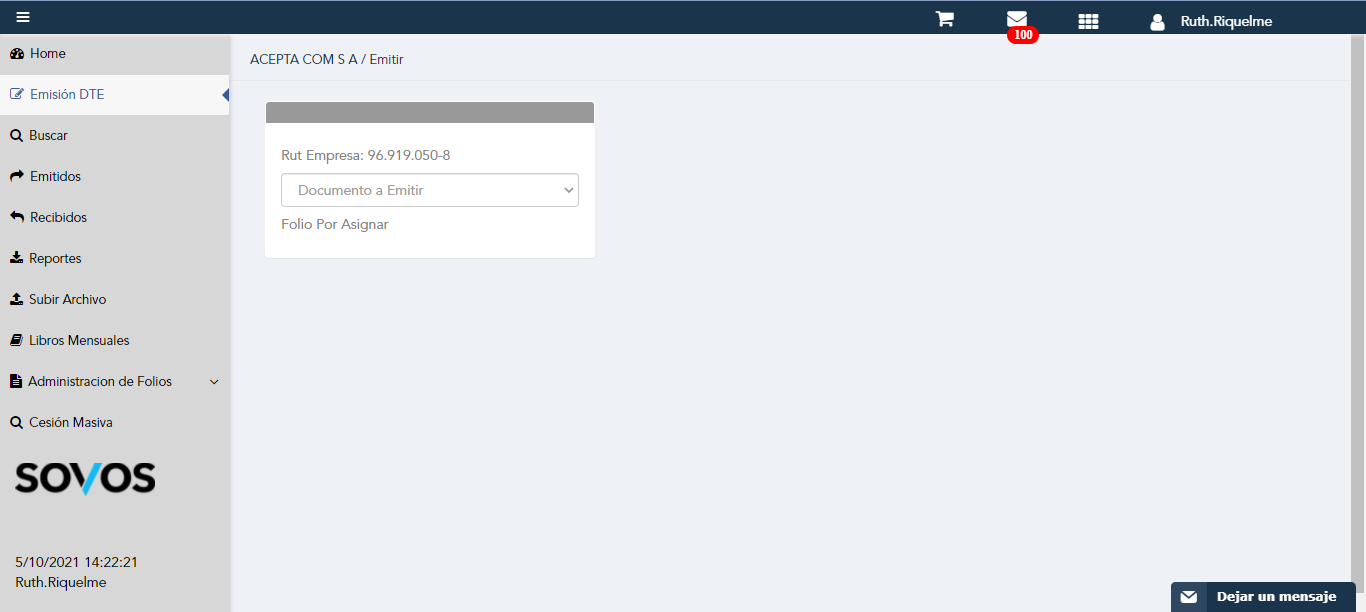 100
Ruth.Riquelme
Home
Emisión DTE
Buscar
Emitidos
Recibidos
Reportes
Subir Archivo
Libros Mensuales
Administracion de Folios
Cesión Masiva
SOVOS
5/10/2021 14:22:21
Ruth.Riquelme
ACEPTA COM S A / Emitir
Rut Empresa: 96.919.050-8
Documento a Emitir
Folio Por Asignar
Dejar un mensaje